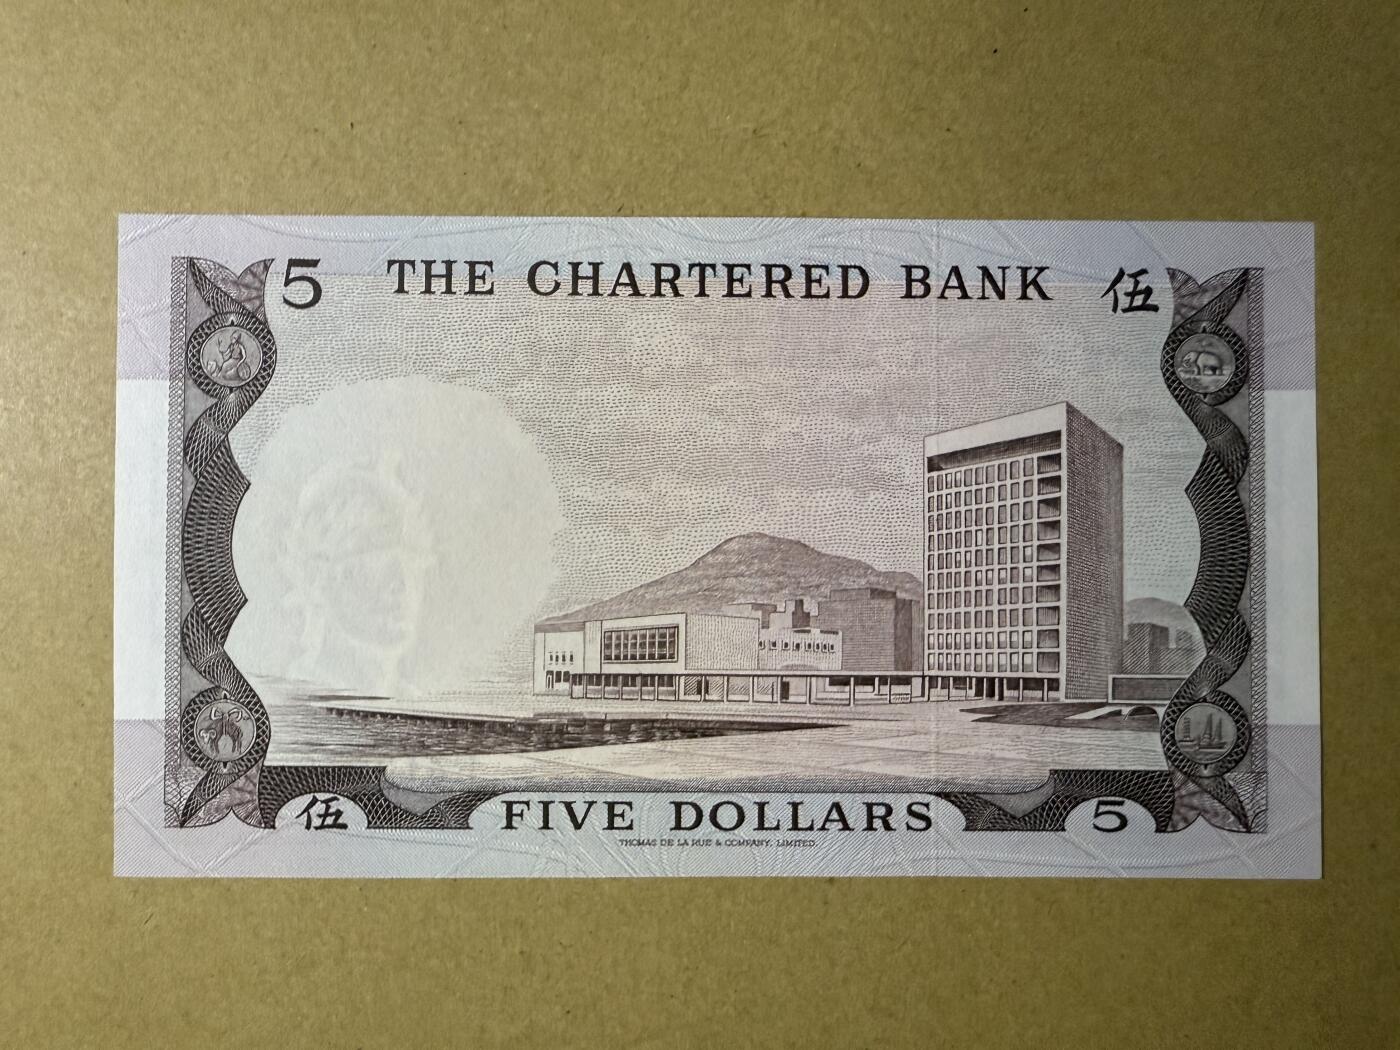 5 THE CHARTERED BANK 伍
伍 FIVE DOLLARS 5
THOMAS DE LA RUE & COMPANY, LIMITED.